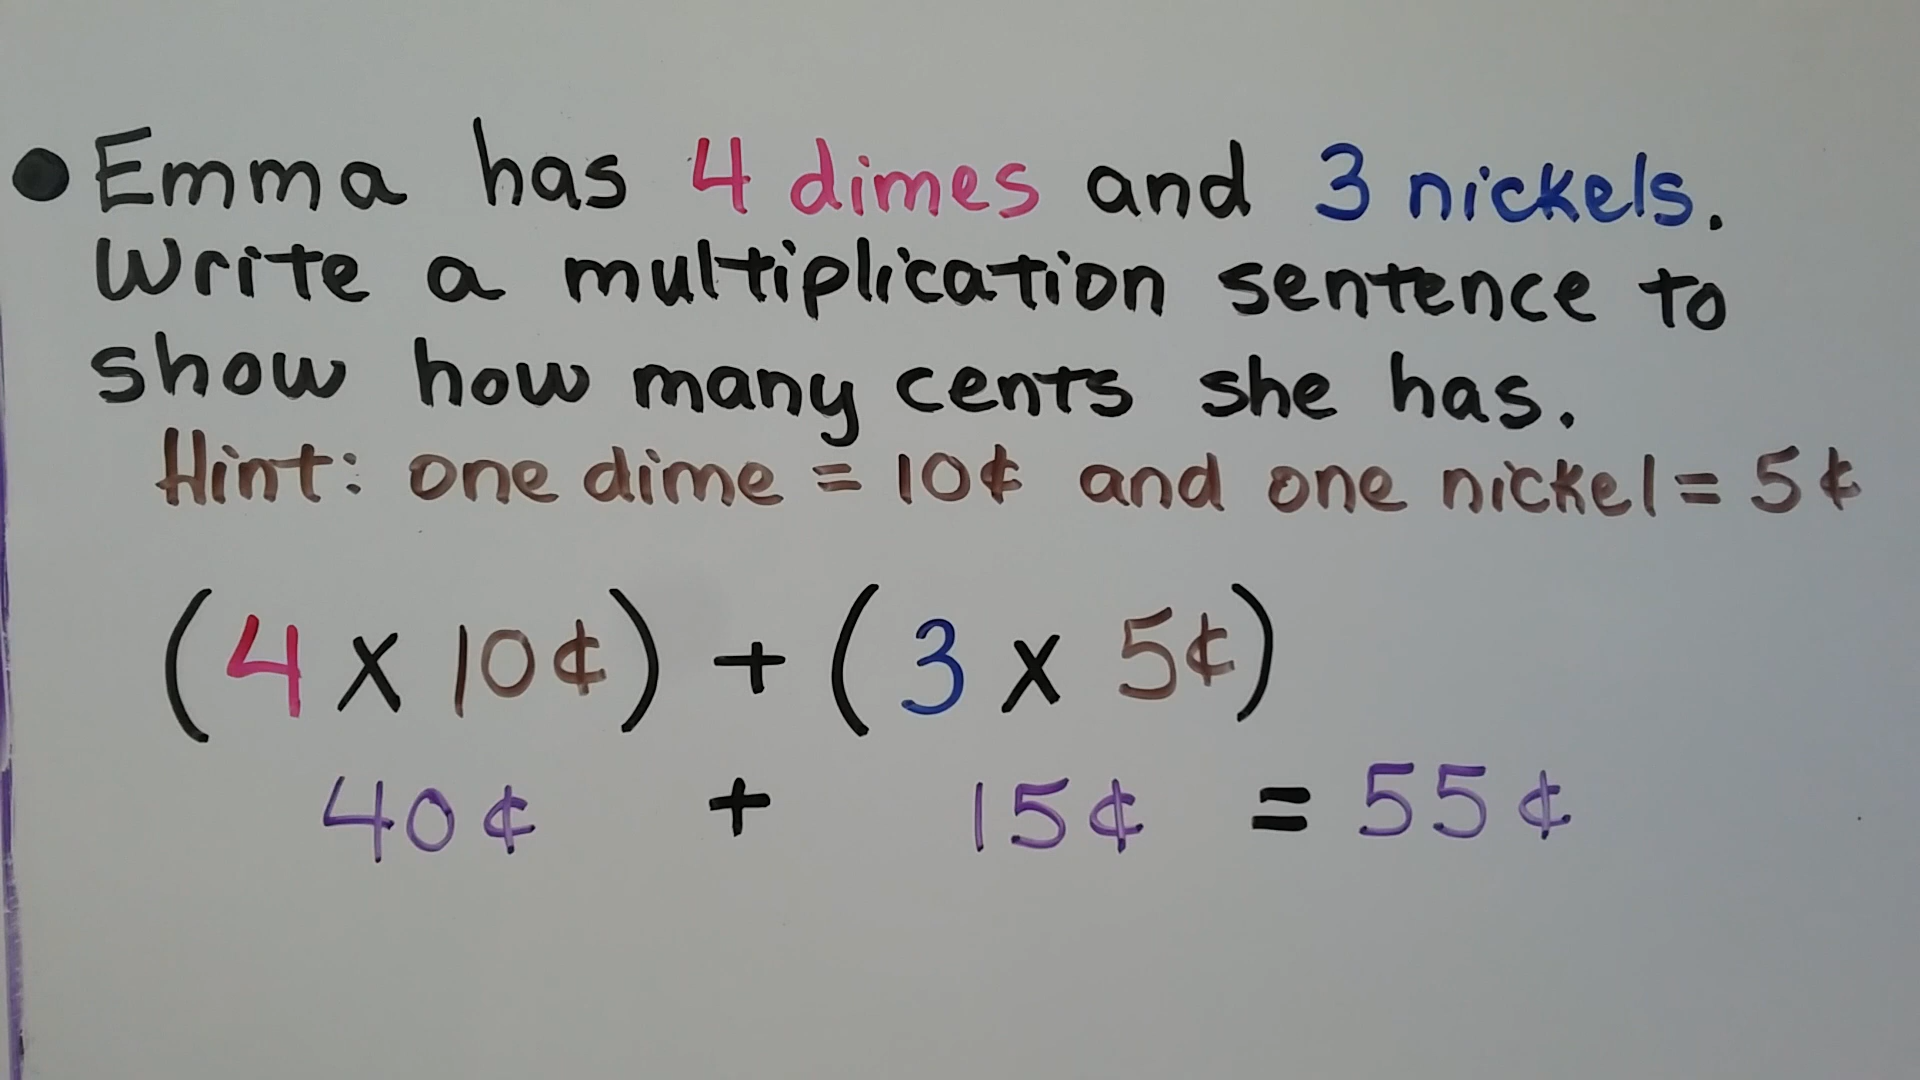 Emma has 4 dimes and 3 nickels.
Write a multiplication sentence to
show how many cents she has.
Hint: one dime = 10¢ and one nickel = 5¢
(4 x 10¢) + (3 x 5¢)
40¢ + 15¢ = 55¢